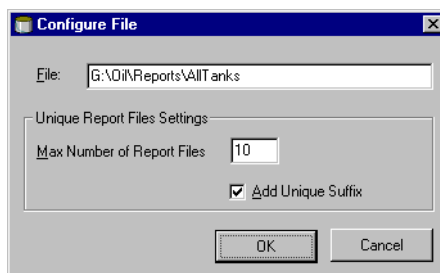 Configure File
File: G:\Oil\Reports\AllTanks
Unique Report Files Settings
Max Number of Report Files 10
Add Unique Suffix
OK Cancel